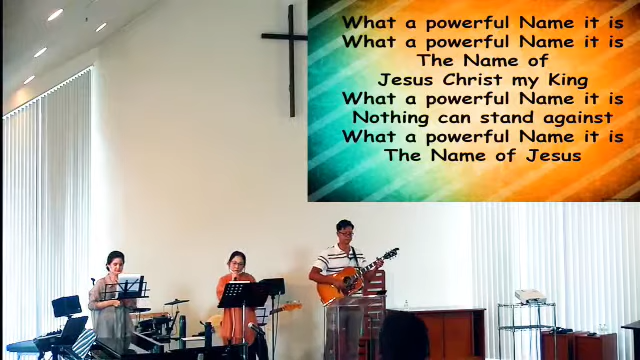 What a powerful Name it is
What a powerful Name it is
The Name of
Jesus Christ my King
What a powerful Name it is
Nothing can stand against
What a powerful Name it is
The Name of Jesus